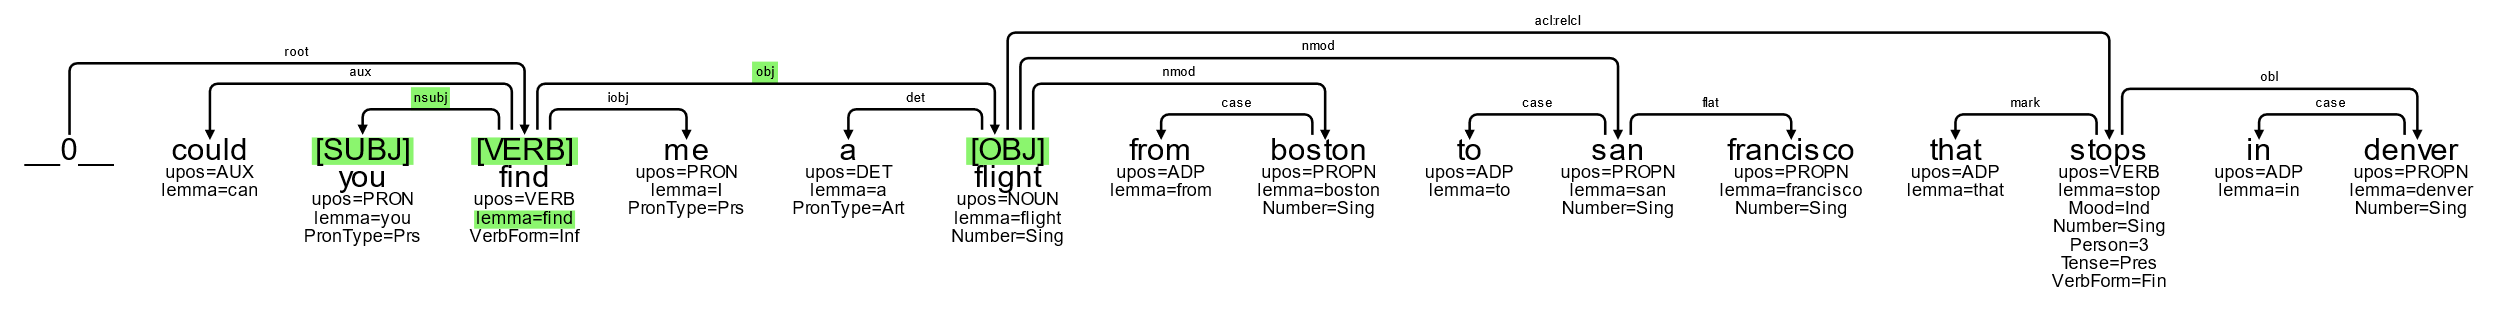 acl:relcl
root nmod
aux obj nmod obl
nsubj iobj det case case flat mark case
__0__ could [SUBJ] [VERB] me a [OBJ] from boston to san francisco that stops in denver
upos=AUX you find upos=PRON upos=DET flight upos=ADP upos=PROPN upos=ADP upos=PROPN upos=PROPN upos=ADP upos=VERB upos=ADP upos=PROPN
lemma=can upos=PRON upos=VERB lemma=I lemma=a upos=NOUN lemma=from lemma=boston lemma=to lemma=san lemma=francisco lemma=that lemma=stop lemma=in lemma=denver
lemma=you lemma=find PronType=Prs PronType=Art lemma=flight Number=Sing Number=Sing Number=Sing Mood=Ind Number=Sing
PronType=Prs VerbForm=Inf Number=Sing Number=Sing
Person=3
Tense=Pres
VerbForm=Fin